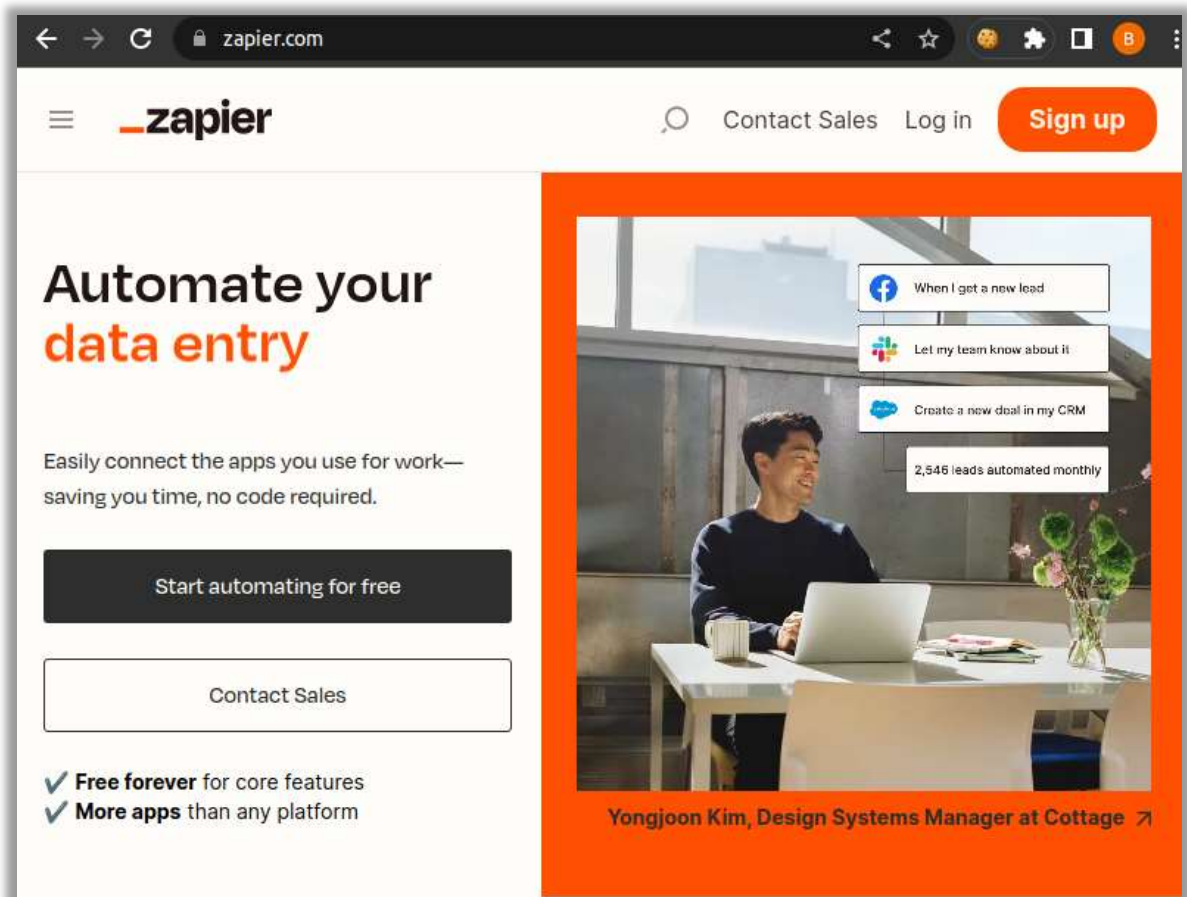 zapier.com
B
_zapier
Contact Sales
Log in
Sign up
Automate your
data entry
Easily connect the apps you use for work—
saving you time, no code required.
Start automating for free
Contact Sales
✔ Free forever for core features
✔ More apps than any platform
When I get a new lead
Let my team know about it
Create a new deal in my CRM
2,546 leads automated monthly
Yongjoon Kim, Design Systems Manager at Cottage ↗